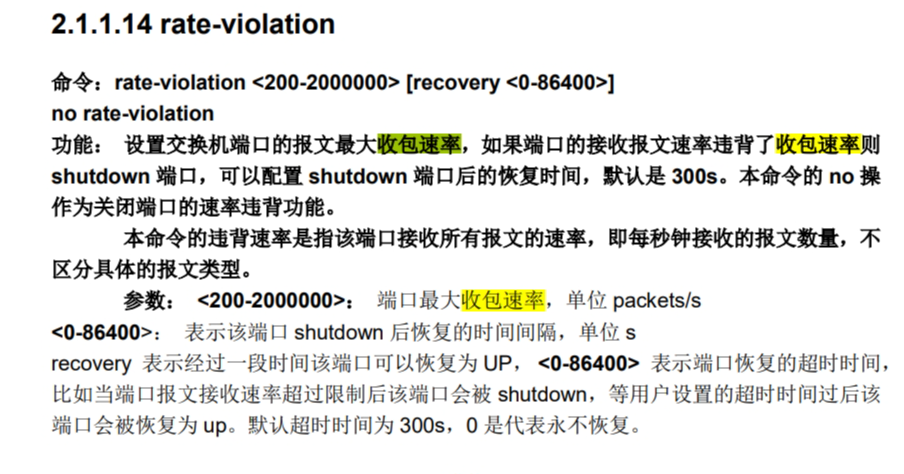 2.1.1.14 rate-violation
命令：rate-violation <200-2000000> [recovery <0-86400>]
no rate-violation
功能： 设置交换机端口的报文最大收包速率，如果端口的接收报文速率违背了收包速率则
shutdown 端口，可以配置 shutdown 端口后的恢复时间，默认是 300s。本命令的 no 操
作为关闭端口的速率违背功能。
本命令的违背速率是指该端口接收所有报文的速率，即每秒钟接收的报文数量，不
区分具体的报文类型。
参数： <200-2000000>： 端口最大收包速率，单位 packets/s
<0-86400>： 表示该端口 shutdown 后恢复的时间间隔，单位 s
recovery 表示经过一段时间该端口可以恢复为 UP， <0-86400> 表示端口恢复的超时时间，
比如当端口报文接收速率超过限制后该端口会被 shutdown，等用户设置的超时时间过后该
端口会被恢复为 up。默认超时时间为 300s，0 是代表永不恢复。